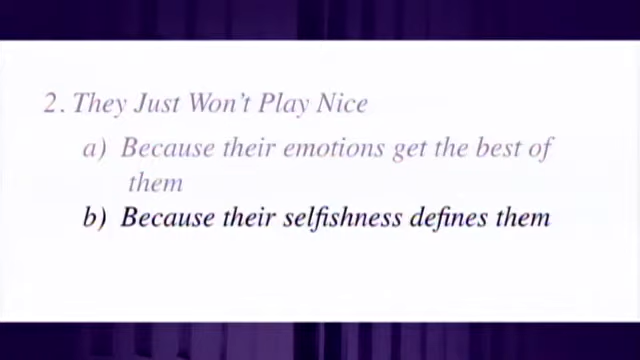 2. They Just Won't Play Nice
a) Because their emotions get the best of
them
b) Because their selfishness defines them